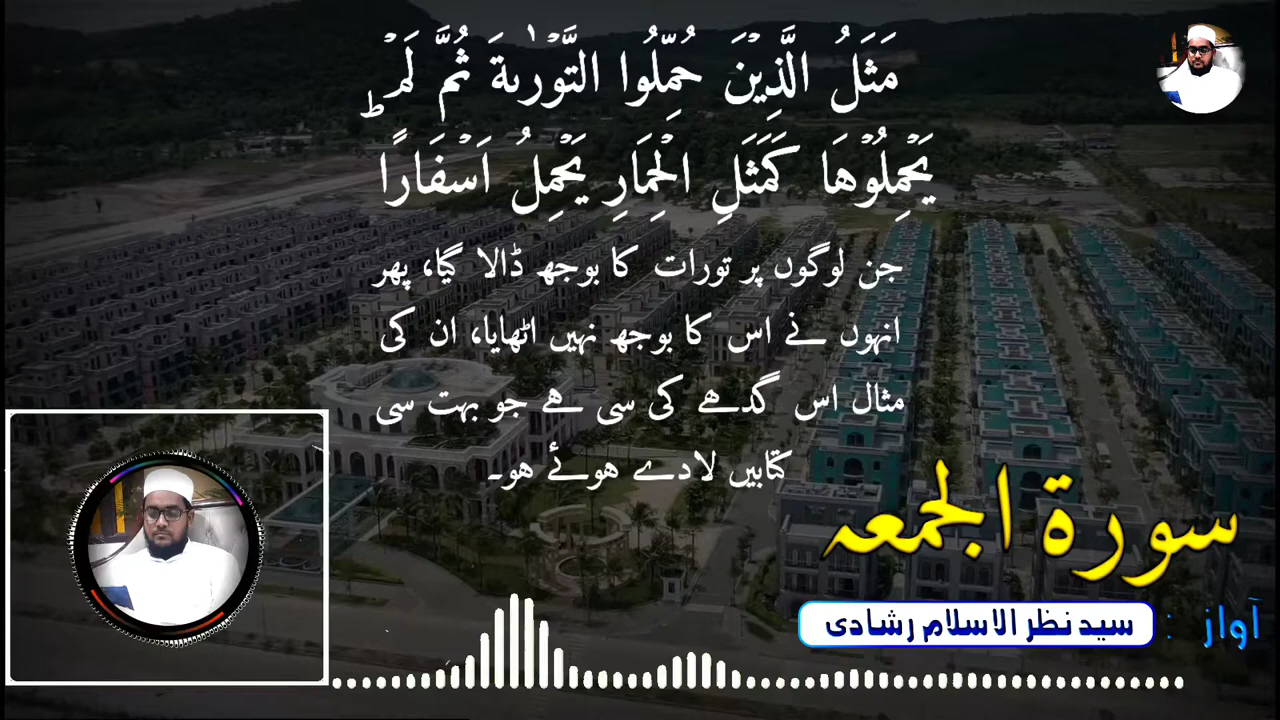 مَثَلُ الَّذِيۡنَ حُمِّلُوا التَّوۡرٰٮةَ ثُمَّ لَمۡ
يَحۡمِلُوۡهَا كَمَثَلِ الۡحِمَارِ يَحۡمِلُ اَسۡفَارًا ؕ
جن لوگوں پر تورات کا بوجھ ڈالا گیا، پھر
انہوں نے اس کا بوجھ نہیں اٹھایا، ان کی
مثال اس گدھے کی سی ہے جو بہت سی
کتابیں لادے ہوئے ہو۔
سورۃ الجمعہ
آواز : سید نظر الاسلام رشادی